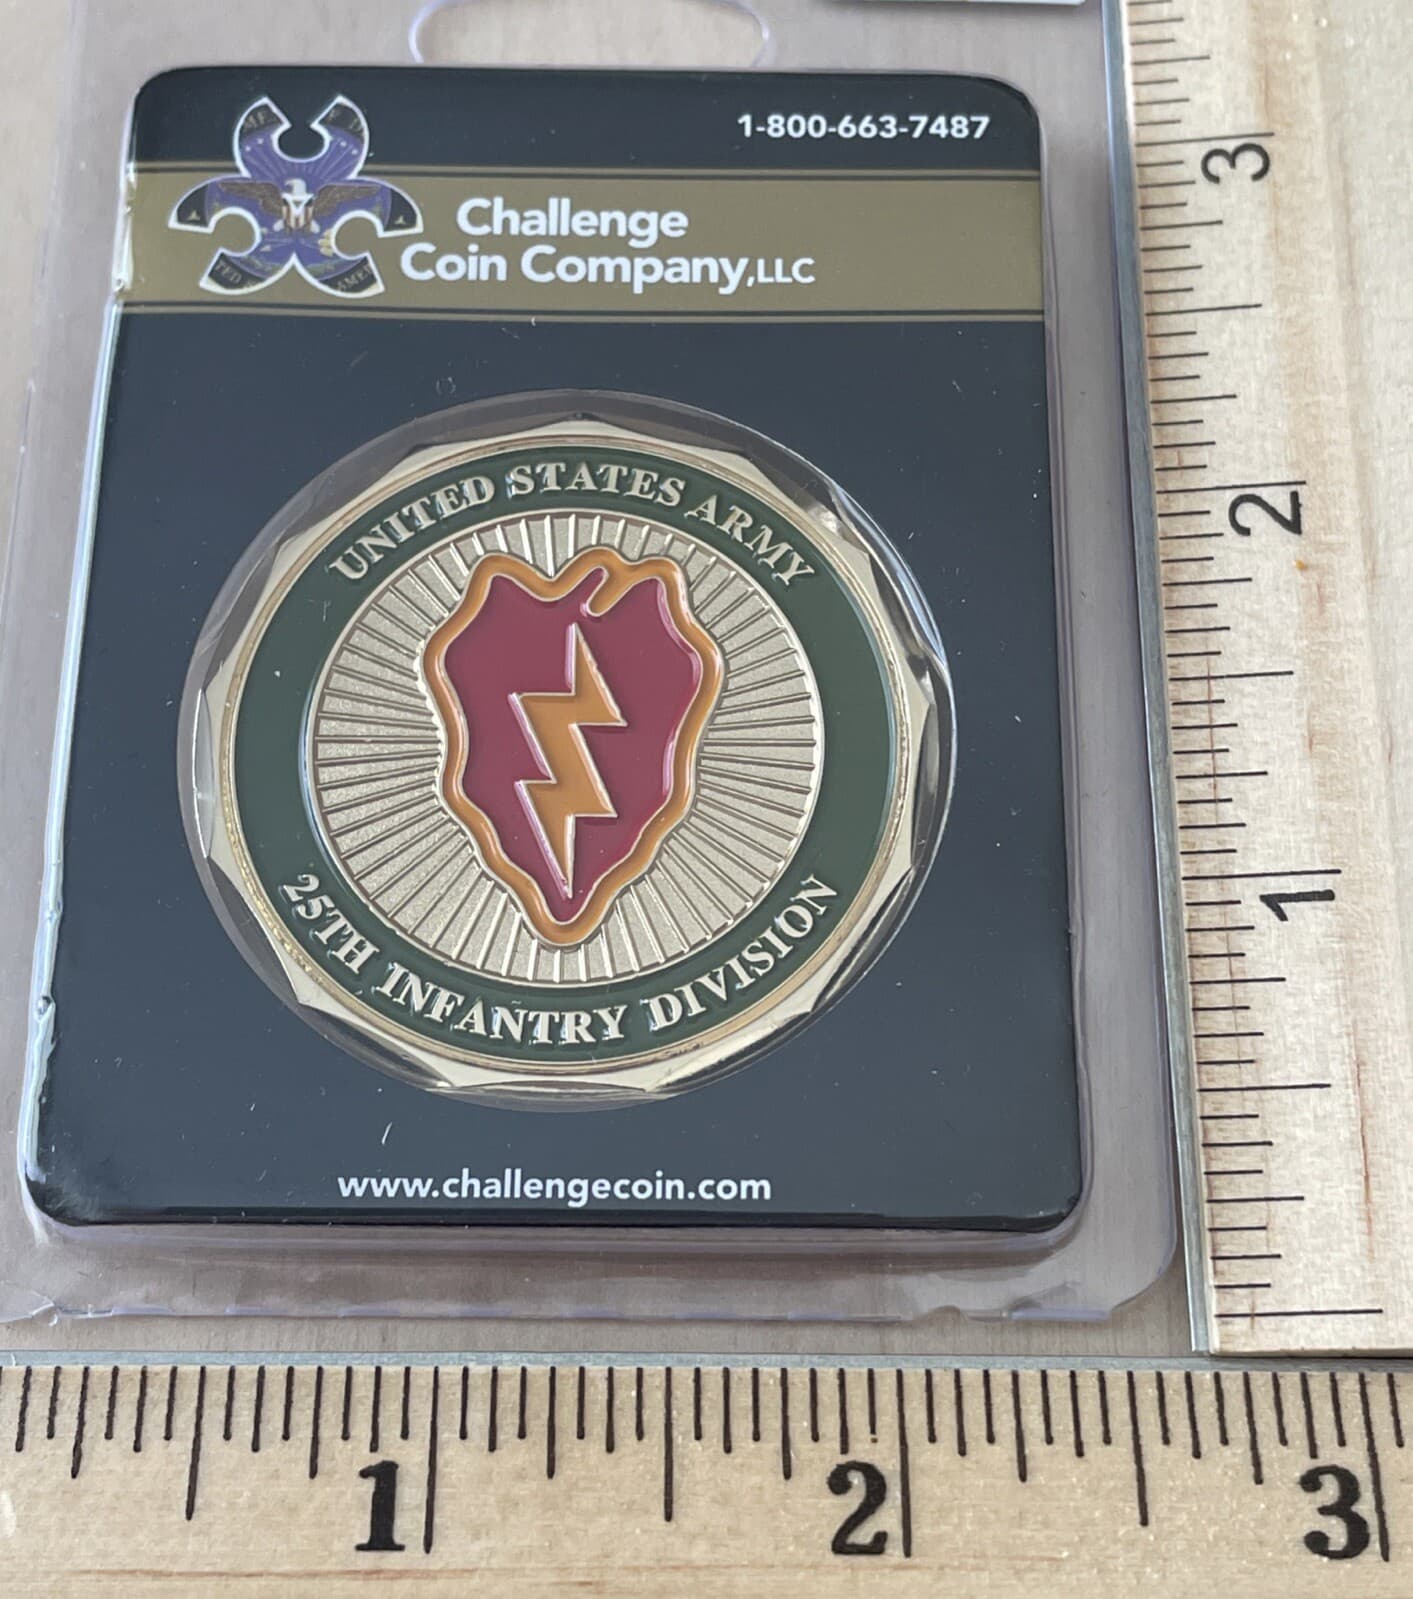 1-800-663-7487
Challenge
Coin Company,LLC
UNITED STATES ARMY
25TH INFANTRY DIVISION
www.challengecoin.com
3
2
1
1
2
3